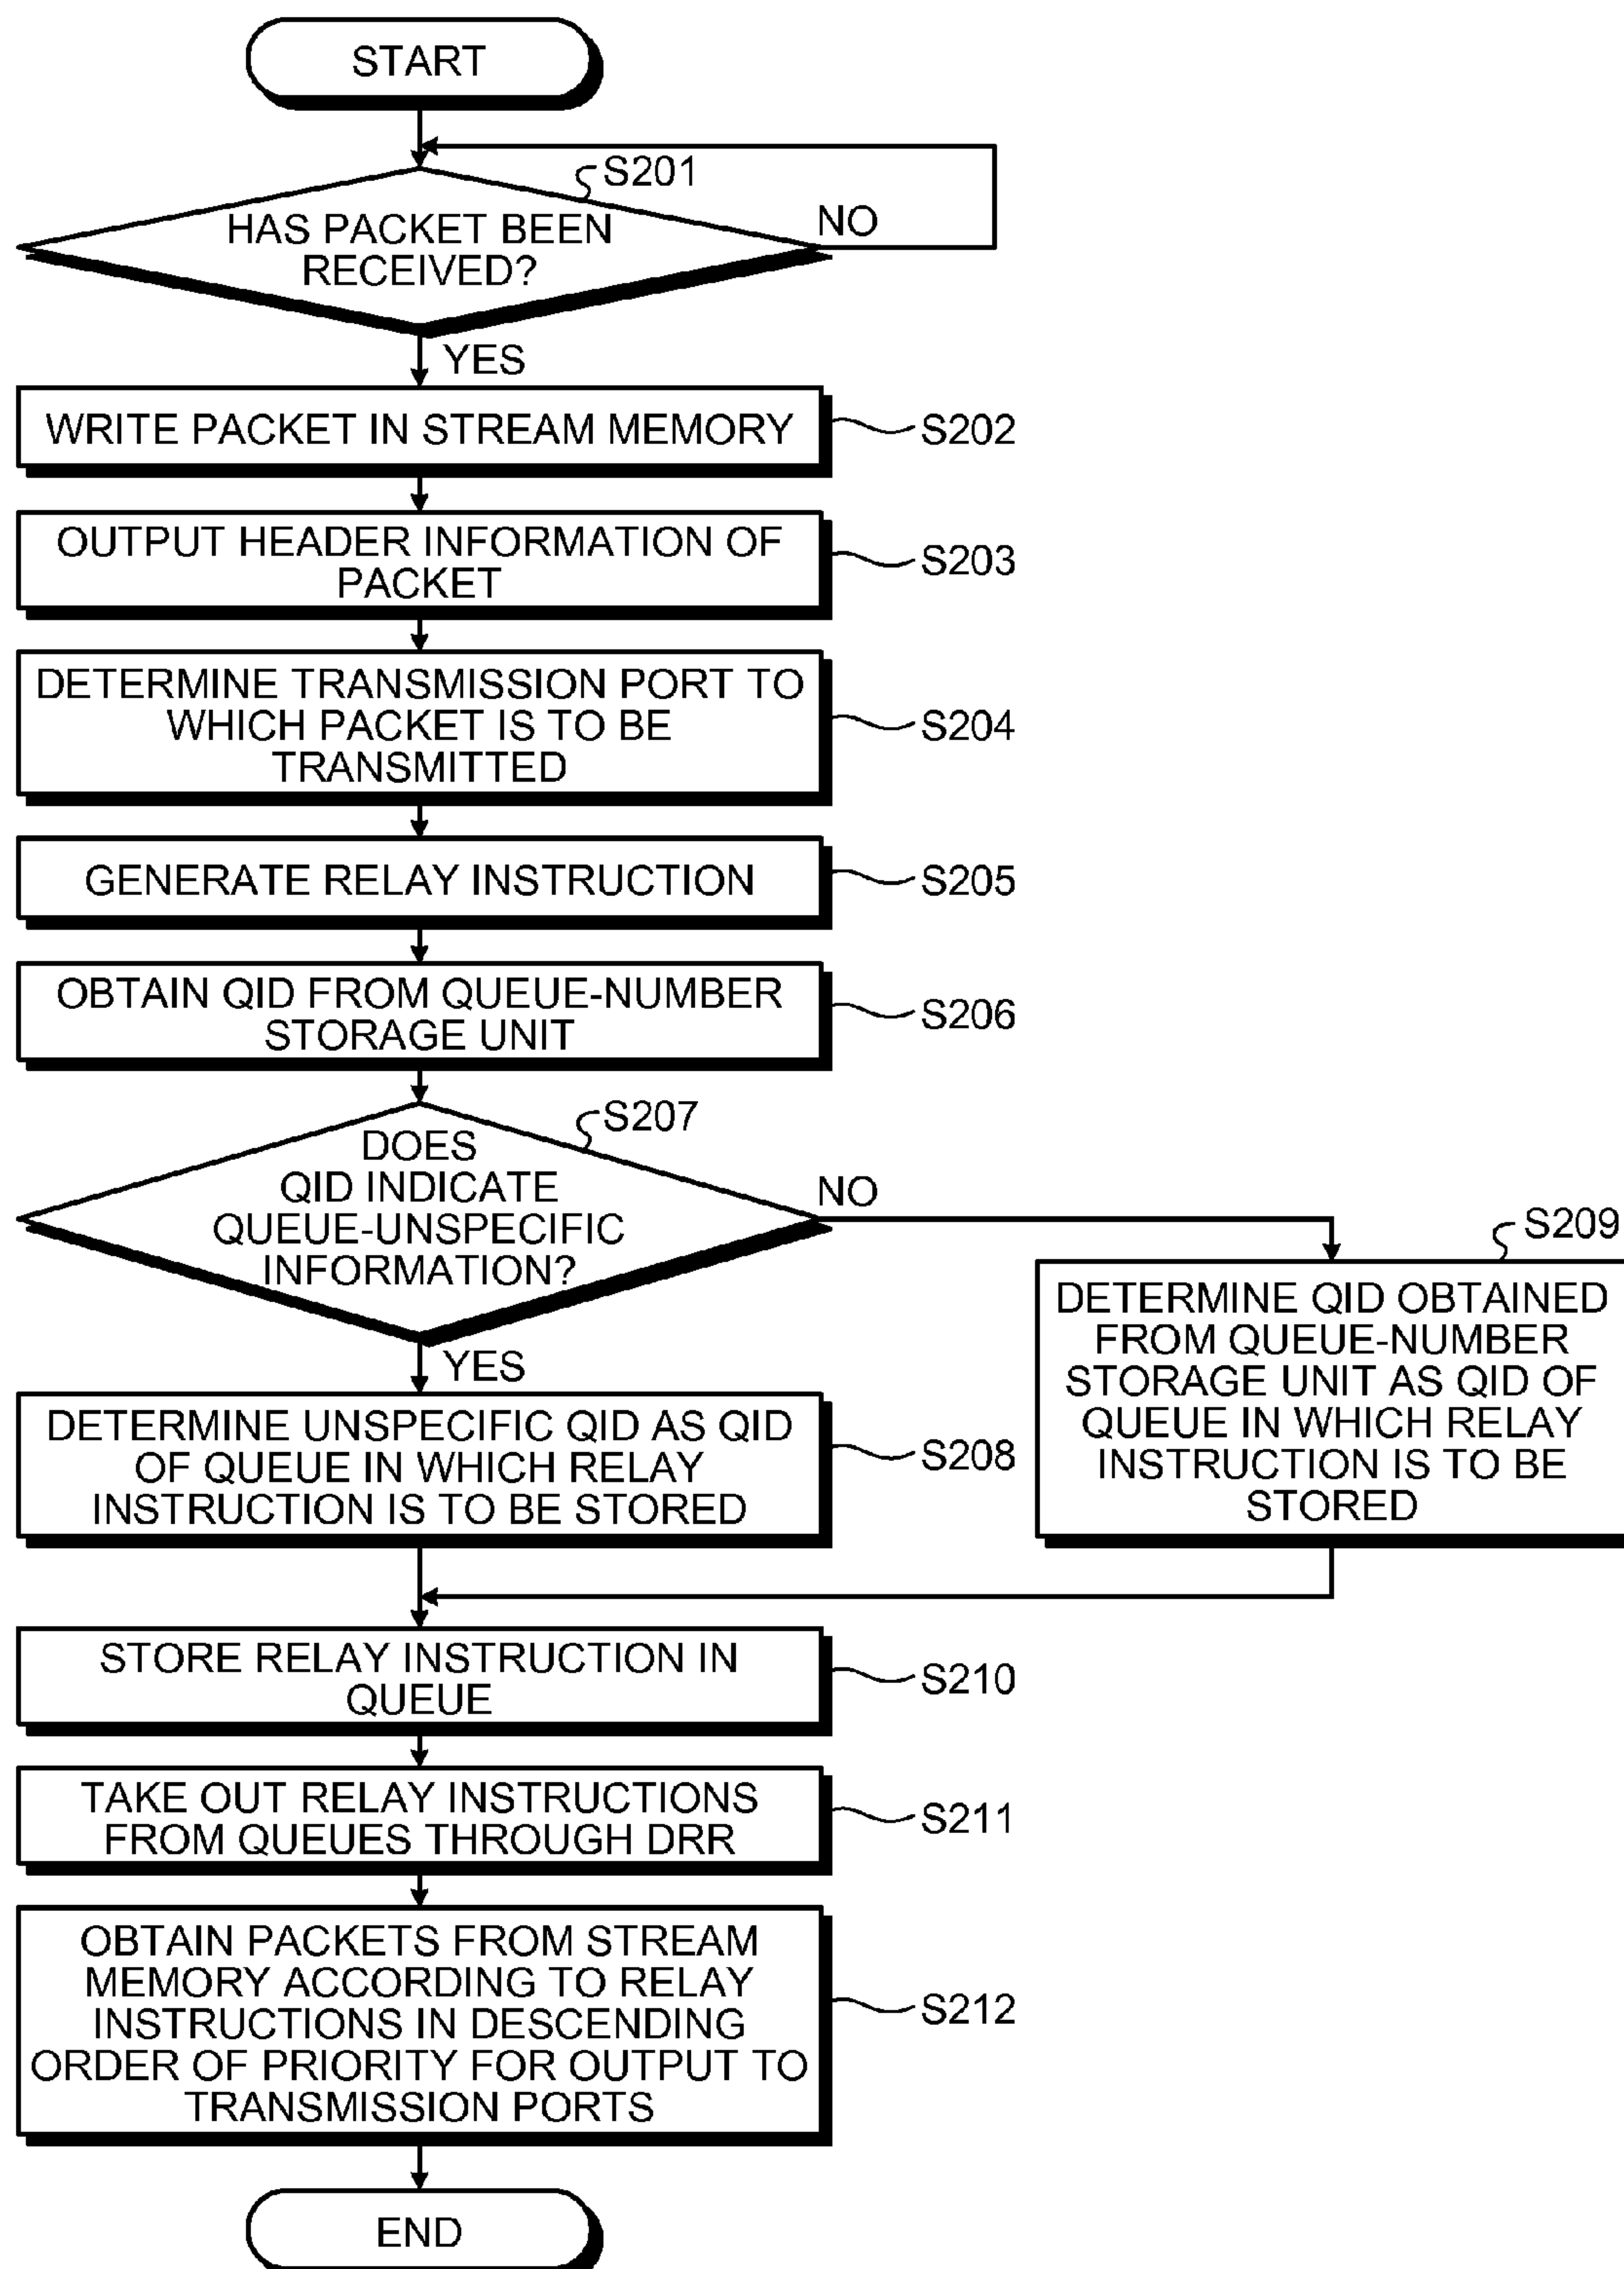 START
S201
HAS PACKET BEEN
RECEIVED?
NO
YES
WRITE PACKET IN STREAM MEMORY
S202
OUTPUT HEADER INFORMATION OF
PACKET
S203
DETERMINE TRANSMISSION PORT TO
WHICH PACKET IS TO BE
TRANSMITTED
S204
GENERATE RELAY INSTRUCTION
S205
OBTAIN QID FROM QUEUE-NUMBER
STORAGE UNIT
S206
S207
DOES
QID INDICATE
QUEUE-UNSPECIFIC
INFORMATION?
NO
YES
DETERMINE UNSPECIFIC QID AS QID
OF QUEUE IN WHICH RELAY
INSTRUCTION IS TO BE STORED
S208
S209
DETERMINE QID OBTAINED
FROM QUEUE-NUMBER
STORAGE UNIT AS QID OF
QUEUE IN WHICH RELAY
INSTRUCTION IS TO BE
STORED
STORE RELAY INSTRUCTION IN
QUEUE
S210
TAKE OUT RELAY INSTRUCTIONS
FROM QUEUES THROUGH DRR
S211
OBTAIN PACKETS FROM STREAM
MEMORY ACCORDING TO RELAY
INSTRUCTIONS IN DESCENDING
ORDER OF PRIORITY FOR OUTPUT TO
TRANSMISSION PORTS
S212
END